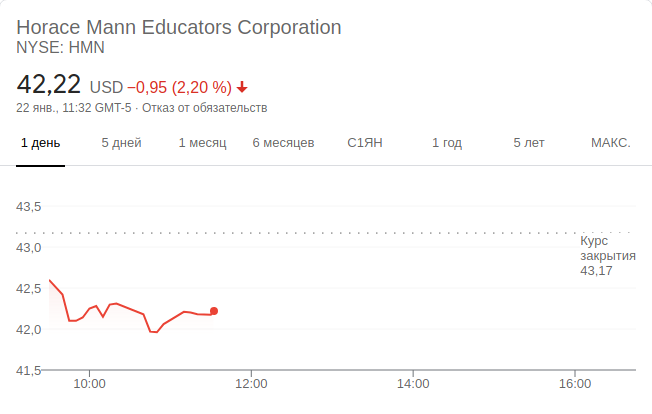 Horace Mann Educators Corporation
NYSE: HMN
42,22 USD −0,95 (2,20 %)
22 янв., 11:32 GMT-5 · Отказ от обязательств
1 день 5 дней 1 месяц 6 месяцев С1ЯН 1 год 5 лет МАКС.
43,5
43,0
42,5
42,0
41,5
Курс
закрытия
43,17
10:00 12:00 14:00 16:00